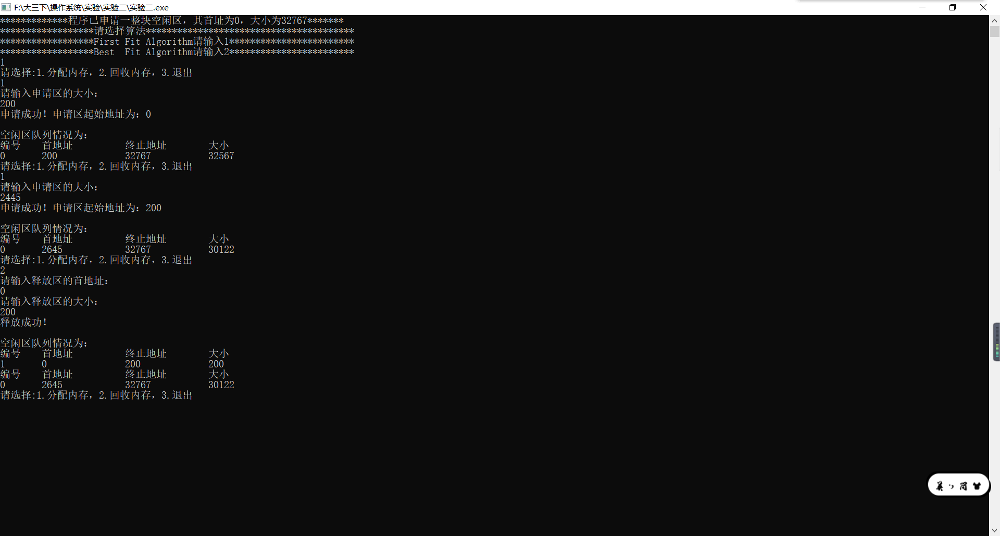 F:\大三下\操作系统\实验\实验二\实验二.exe
*************程序已申请一整块空闲区，其首址为0，大小为32767*******
******************请选择算法****************************************
******************First Fit Algorithm请输入1************************
******************Best  Fit Algorithm请输入2************************
1
请选择:1.分配内存，2.回收内存，3.退出
1
请输入申请区的大小：
200
申请成功！申请区起始地址为：0
空闲区队列情况为：
编号    首地址          终止地址        大小
0       200             32767           32567
请选择:1.分配内存，2.回收内存，3.退出
1
请输入申请区的大小：
2445
申请成功！申请区起始地址为：200
空闲区队列情况为：
编号    首地址          终止地址        大小
0       2645            32767           30122
请选择:1.分配内存，2.回收内存，3.退出
2
请输入释放区的首地址：
0
请输入释放区的大小：
200
释放成功！
空闲区队列情况为：
编号    首地址          终止地址        大小
1       0               200             200
编号    首地址          终止地址        大小
0       2645            32767           30122
请选择:1.分配内存，2.回收内存，3.退出
英 简